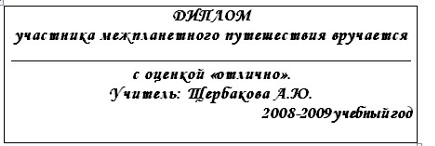 ДИПЛОМ
участника межпланетного путешествия вручается
с оценкой «отлично».
Учитель: Щербакова А.Ю.
2008-2009 учебный год